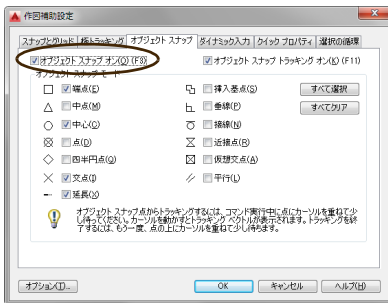 作図補助設定
スナップとグリッド 極トラッキング オブジェクト スナップ ダイナミック入力 クイック プロパティ 選択の循環
オブジェクト スナップ オン(O) (F3)
オブジェクト スナップ トラッキング オン(K) (F11)
オブジェクト スナップ モード
端点(E)
挿入基点(S)
すべて選択
中点(M)
垂線(P)
すべてクリア
中心(C)
接線(N)
点(D)
近接点(R)
四半円点(Q)
仮想交点(A)
交点(I)
平行(L)
延長(X)
オブジェクト スナップ点からトラッキングするには、コマンド実行中に点にカーソルを重ねて少
し待ってください。カーソルを動かすとトラッキング ベクトルが表示されます。トラッキングを終
了するには、もう一度、点の上にカーソルを重ねて少し待ちます。
オプション(T)...
OK
キャンセル
ヘルプ(H)